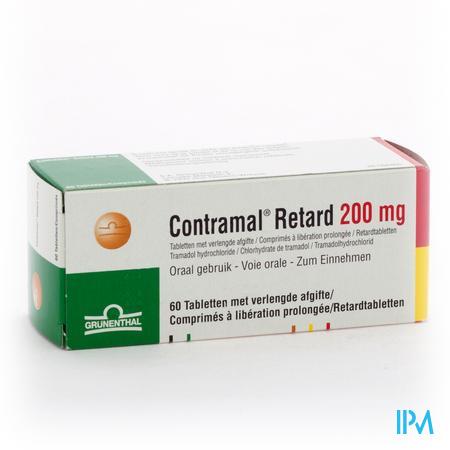 Contramal® Retard 200 mg
Tabletten met verlengde afgifte / Comprimés à libération prolongée / Retardtabletten
Tramadol hydrochloride / Chlorhydrate de tramadol / Tramadolhydrochlorid
Oraal gebruik - Voie orale - Zum Einnehmen
60 Tabletten met verlengde afgifte/
Comprimés à libération prolongée/Retardtabletten
GRUNENTHAL
IPM